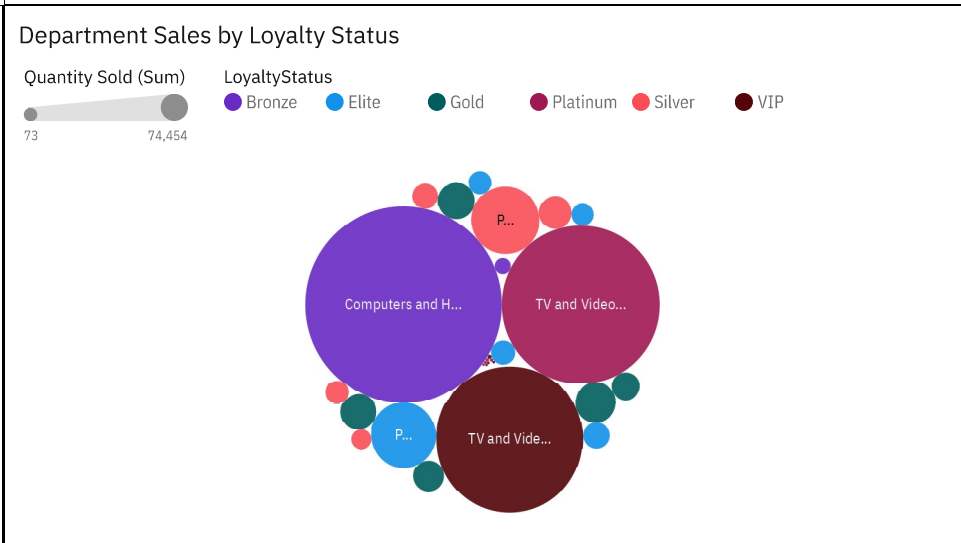 Department Sales by Loyalty Status
Quantity Sold (Sum)
73
74,454
LoyaltyStatus
Bronze Elite Gold Platinum Silver VIP
P...
Computers and H...
TV and Video...
P...
TV and Vide...